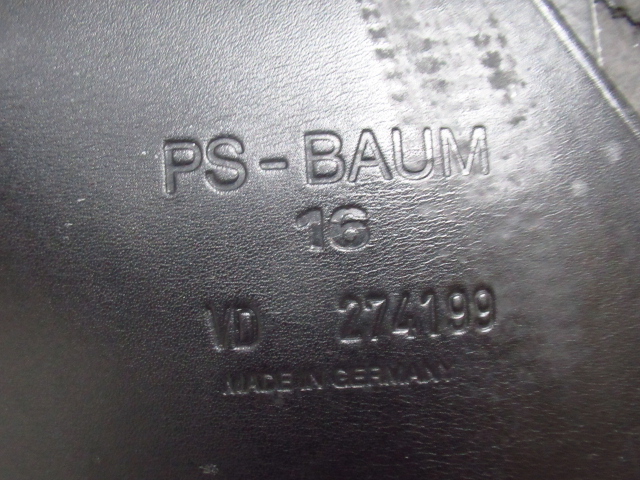 PS-BAUM
16
VD 274199
MADE IN GERMANY